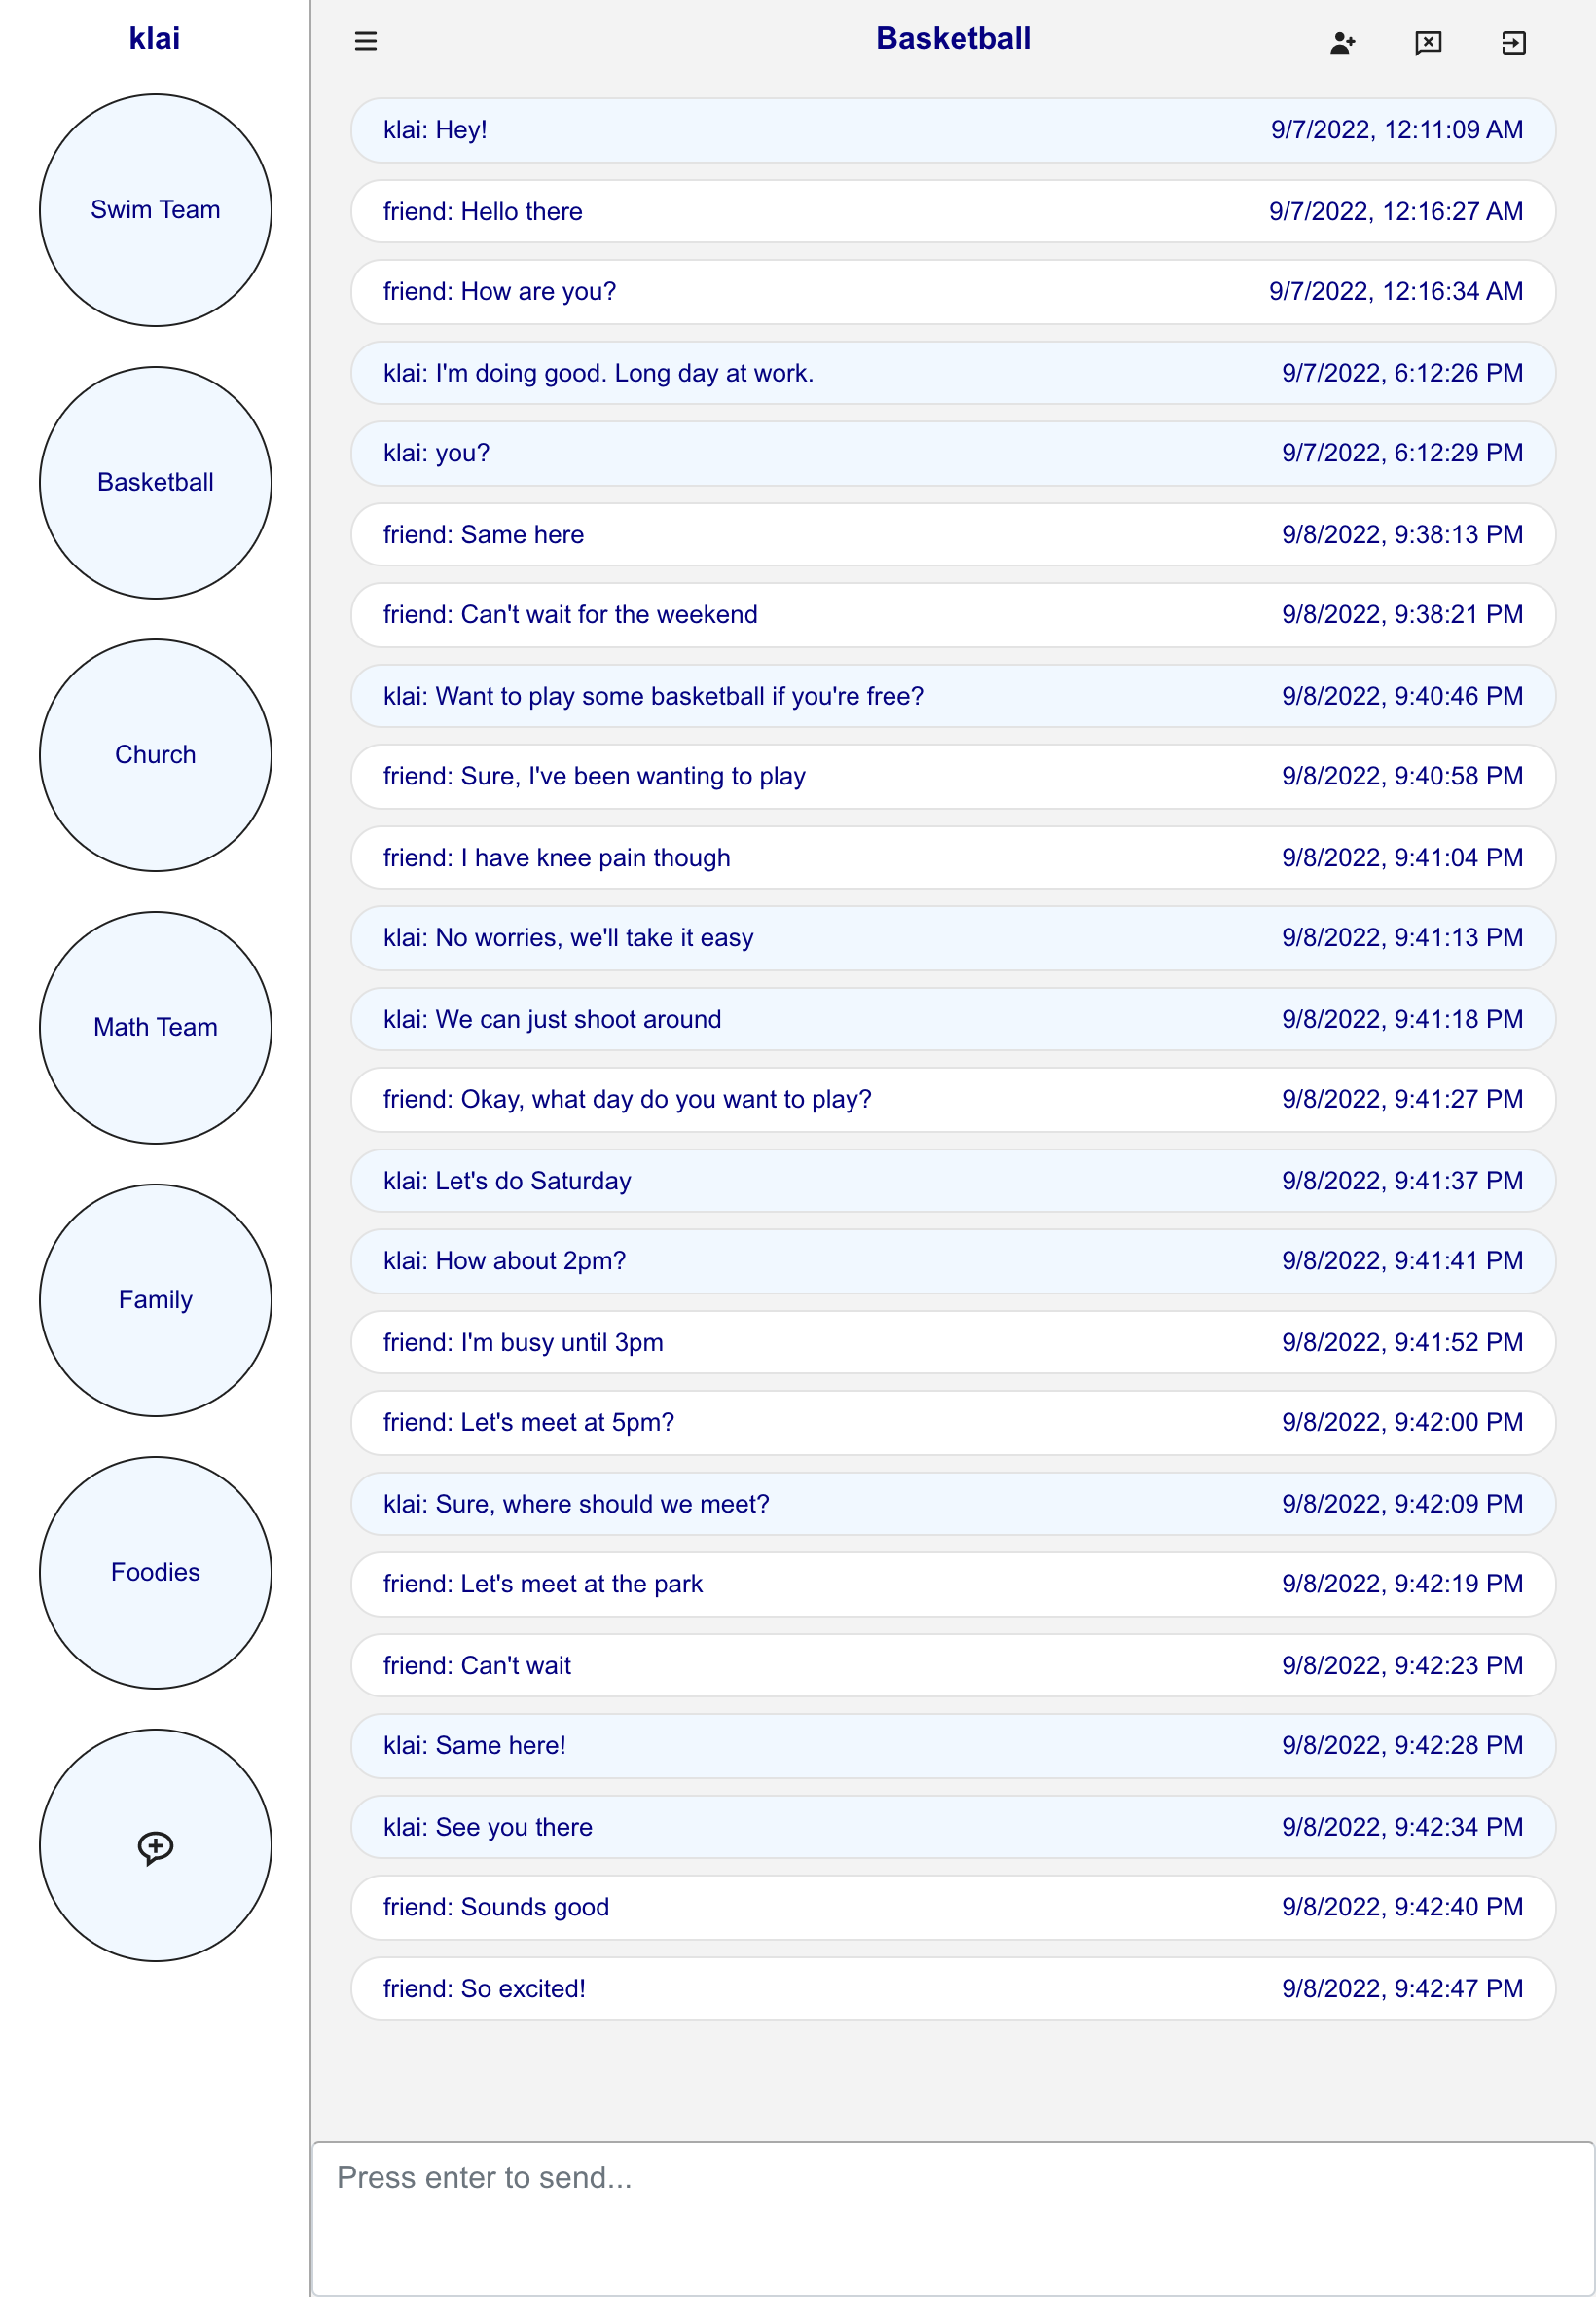 klai
Swim Team
Basketball
Church
Math Team
Family
Foodies
Basketball
klai: Hey! 9/7/2022, 12:11:09 AM
friend: Hello there 9/7/2022, 12:16:27 AM
friend: How are you? 9/7/2022, 12:16:34 AM
klai: I'm doing good. Long day at work. 9/7/2022, 6:12:26 PM
klai: you? 9/7/2022, 6:12:29 PM
friend: Same here 9/8/2022, 9:38:13 PM
friend: Can't wait for the weekend 9/8/2022, 9:38:21 PM
klai: Want to play some basketball if you're free? 9/8/2022, 9:40:46 PM
friend: Sure, I've been wanting to play 9/8/2022, 9:40:58 PM
friend: I have knee pain though 9/8/2022, 9:41:04 PM
klai: No worries, we'll take it easy 9/8/2022, 9:41:13 PM
klai: We can just shoot around 9/8/2022, 9:41:18 PM
friend: Okay, what day do you want to play? 9/8/2022, 9:41:27 PM
klai: Let's do Saturday 9/8/2022, 9:41:37 PM
klai: How about 2pm? 9/8/2022, 9:41:41 PM
friend: I'm busy until 3pm 9/8/2022, 9:41:52 PM
friend: Let's meet at 5pm? 9/8/2022, 9:42:00 PM
klai: Sure, where should we meet? 9/8/2022, 9:42:09 PM
friend: Let's meet at the park 9/8/2022, 9:42:19 PM
friend: Can't wait 9/8/2022, 9:42:23 PM
klai: Same here! 9/8/2022, 9:42:28 PM
klai: See you there 9/8/2022, 9:42:34 PM
friend: Sounds good 9/8/2022, 9:42:40 PM
friend: So excited! 9/8/2022, 9:42:47 PM
Press enter to send...